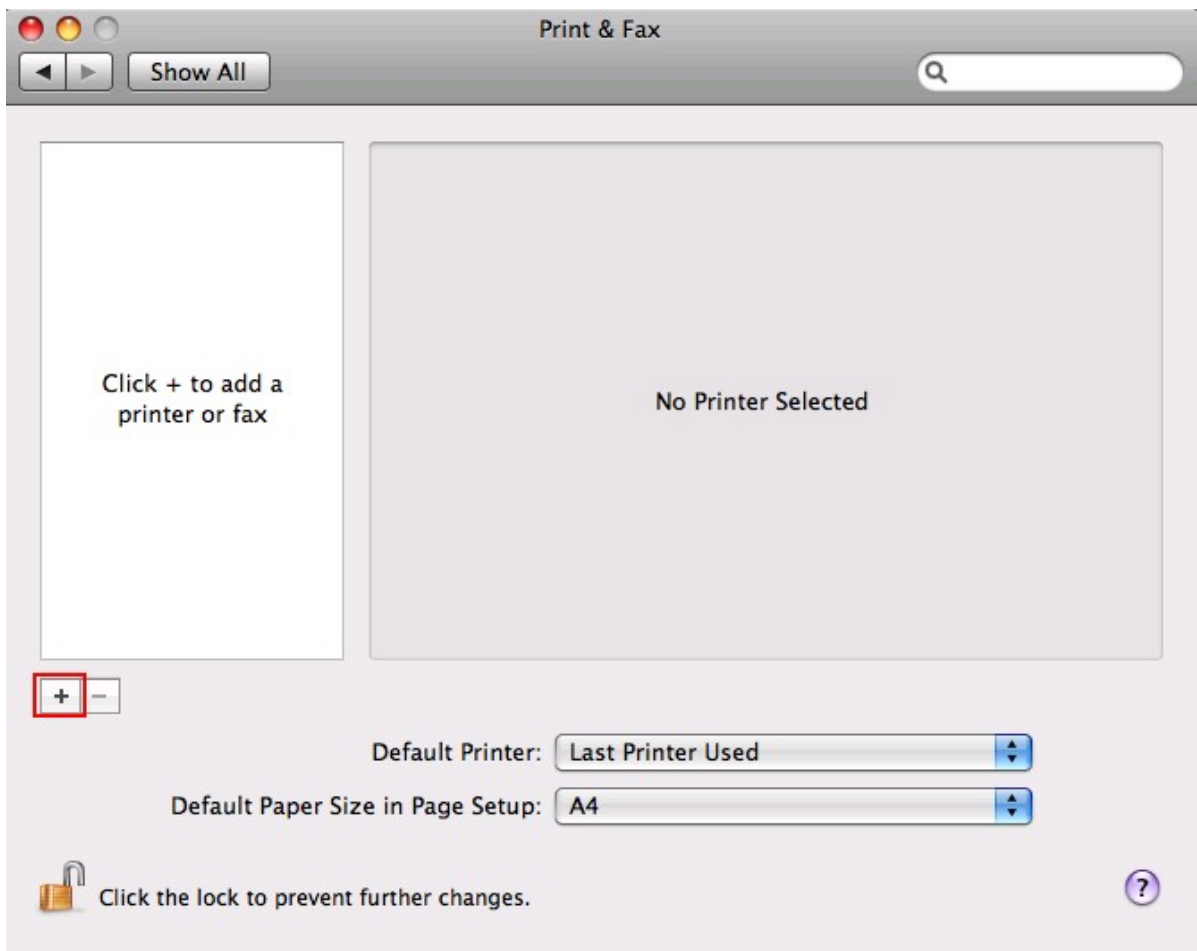 Print & Fax
Show All
Click + to add a
printer or fax
No Printer Selected
+ −
Default Printer: Last Printer Used
Default Paper Size in Page Setup: A4
Click the lock to prevent further changes.
?